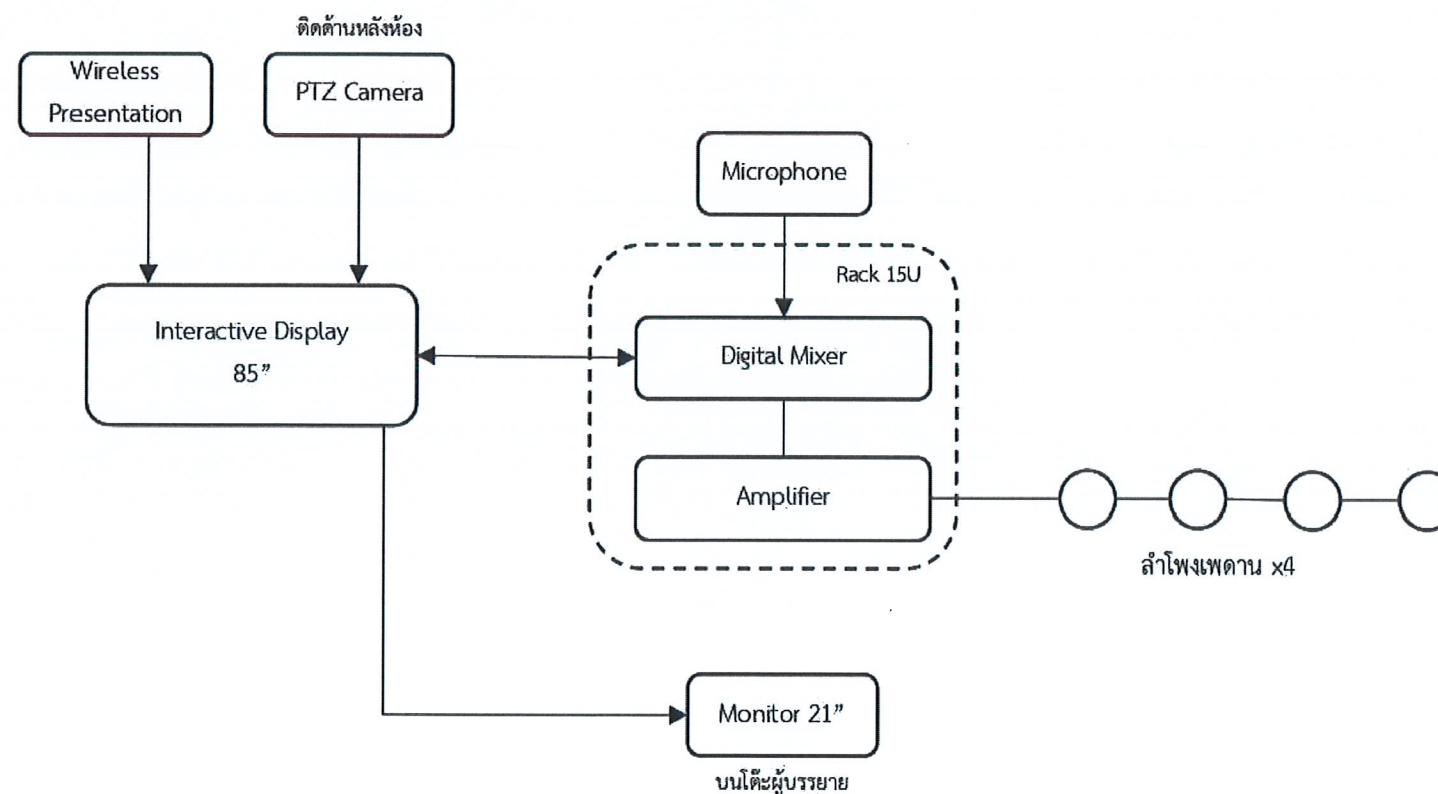 ติดด้านหลังห้อง
Wireless
Presentation
PTZ Camera
Microphone
Rack 15U
Interactive Display
85”
Digital Mixer
Amplifier
ลำโพงเพดาน x4
Monitor 21”
บนโต๊ะผู้บรรยาย